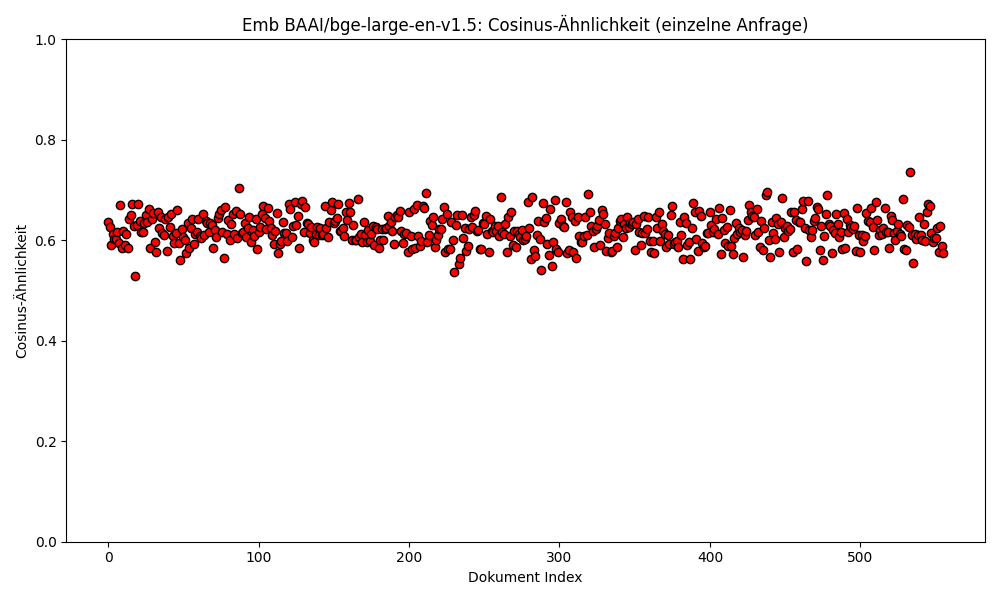 Emb BAAI/bge-large-en-v1.5: Cosinus-Ähnlichkeit (einzelne Anfrage)
1.0
0.8
0.6
0.4
0.2
0.0
Cosinus-Ähnlichkeit
0 100 200 300 400 500
Dokument Index